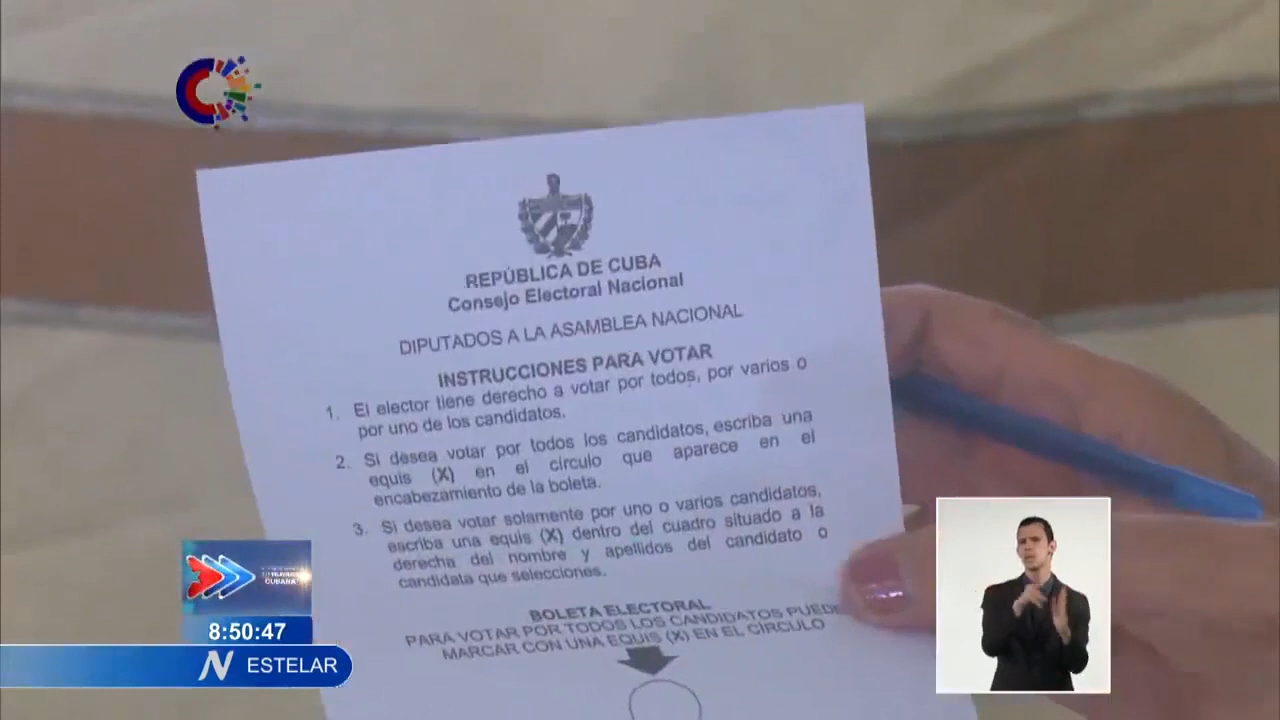 REPÚBLICA DE CUBA
Consejo Electoral Nacional
DIPUTADOS A LA ASAMBLEA NACIONAL
INSTRUCCIONES PARA VOTAR
1. El elector tiene derecho a votar por todos, por varios o
por uno de los candidatos.
2. Si desea votar por todos los candidatos, escriba una
equis (X) en el círculo que aparece en el
encabezamiento de la boleta.
3. Si desea votar solamente por uno o varios candidatos,
escriba una equis (X) dentro del cuadro situado a la
derecha del nombre y apellidos del candidato o
candidata que selecciones.
BOLETA ELECTORAL
PARA VOTAR POR TODOS LOS CANDIDATOS PUEDE
MARCAR CON UNA EQUIS (X) EN EL CÍRCULO
CUBANA
8:50:47
N ESTELAR